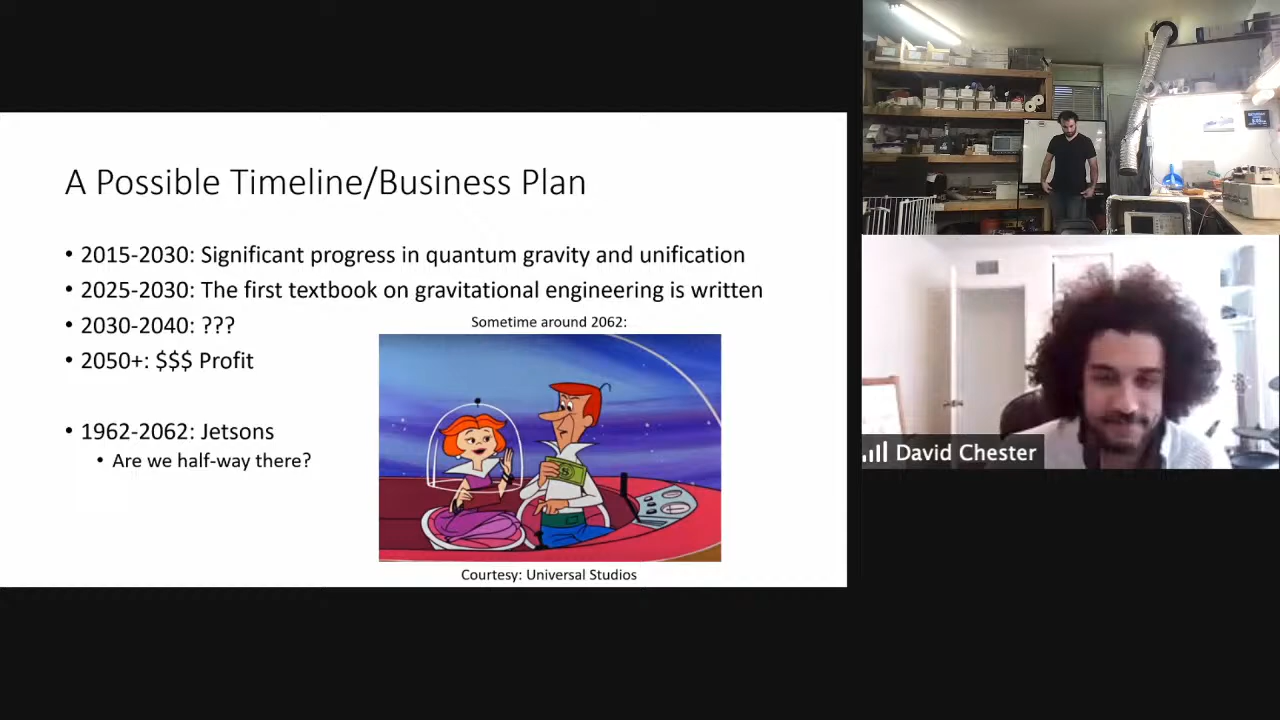 A Possible Timeline/Business Plan
• 2015-2030: Significant progress in quantum gravity and unification
• 2025-2030: The first textbook on gravitational engineering is written
• 2030-2040: ???
• 2050+: $$$ Profit
Sometime around 2062:
• 1962-2062: Jetsons
• Are we half-way there?
Courtesy: Universal Studios
David Chester